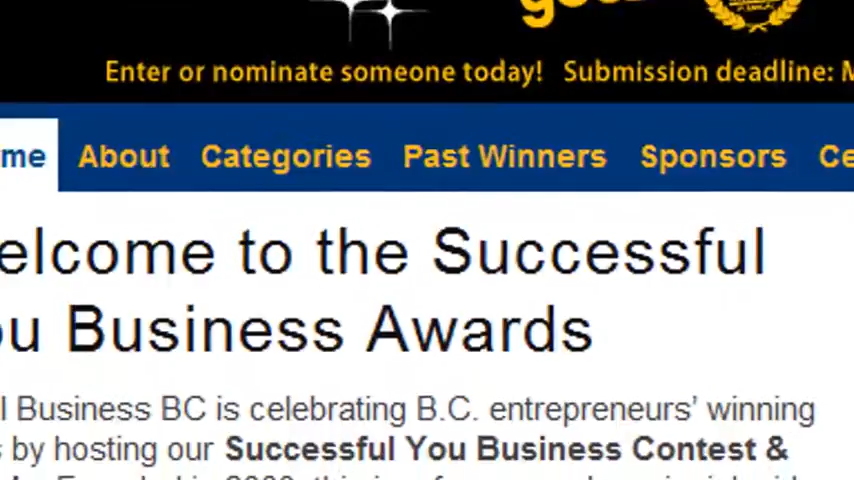 Enter or nominate someone today! Submission deadline:
About Categories Past Winners Sponsors
to the Successful
Business Awards
Business BC is celebrating B.C. entrepreneurs' winning
by hosting our Successful You Business Contest &